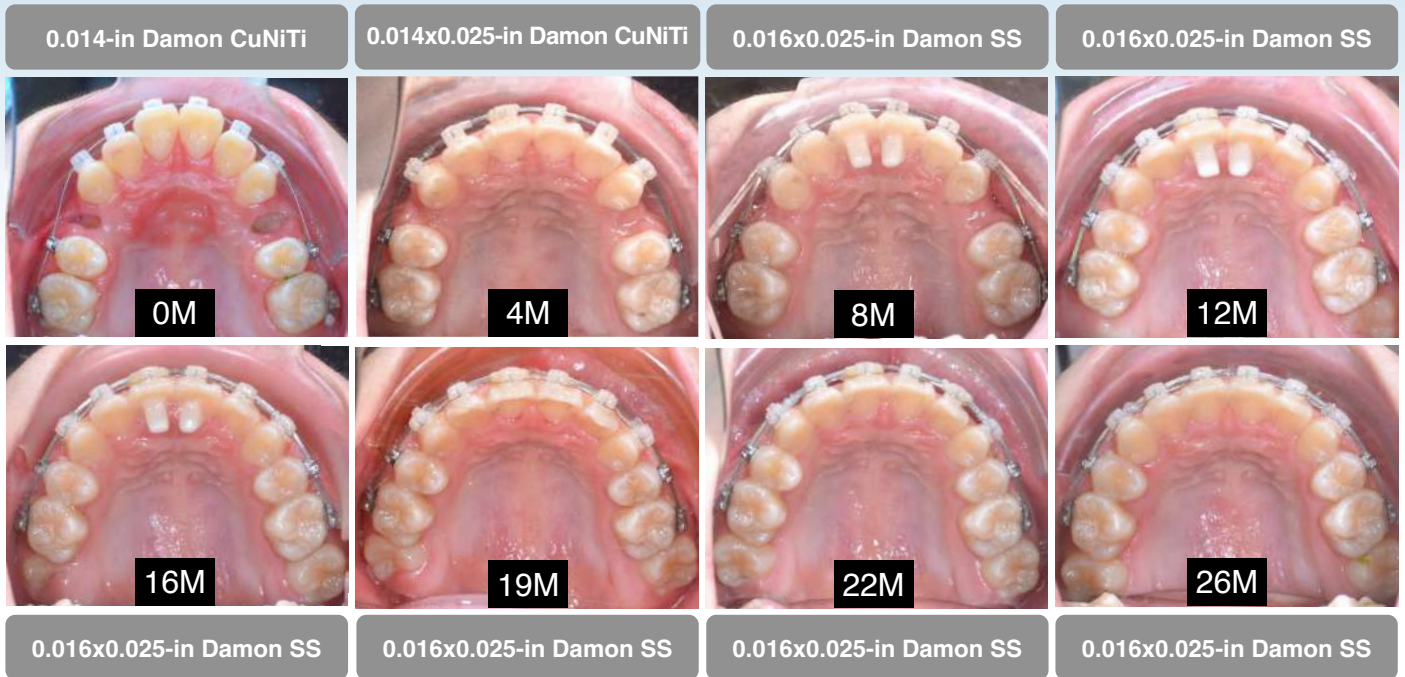 0.014-in Damon CuNiTi
0.014x0.025-in Damon CuNiTi
0.016x0.025-in Damon SS
0.016x0.025-in Damon SS
0M
4M
8M
12M
16M
19M
22M
26M
0.016x0.025-in Damon SS
0.016x0.025-in Damon SS
0.016x0.025-in Damon SS
0.016x0.025-in Damon SS